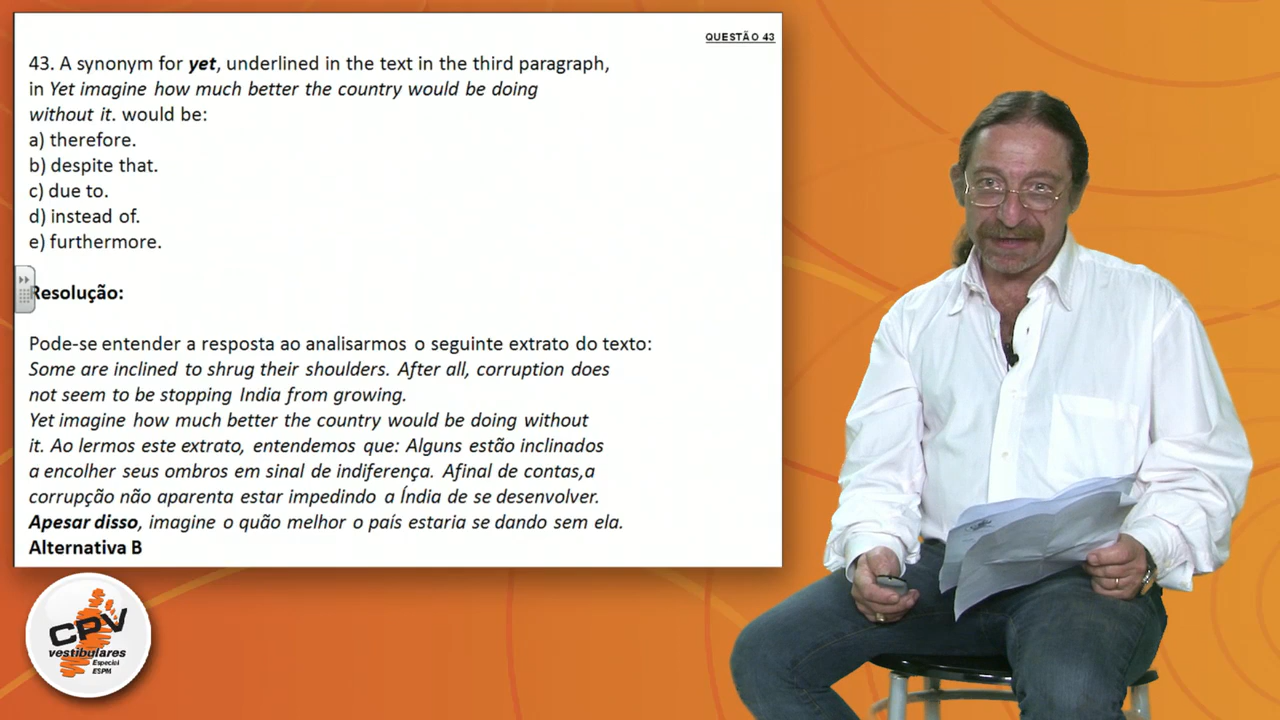 QUESTÃO 43
43. A synonym for yet, underlined in the text in the third paragraph,
in Yet imagine how much better the country would be doing
without it. would be:
a) therefore.
b) despite that.
c) due to.
d) instead of.
e) furthermore.
Resolução:
Pode-se entender a resposta ao analisarmos o seguinte extrato do texto:
Some are inclined to shrug their shoulders. After all, corruption does
not seem to be stopping India from growing.
Yet imagine how much better the country would be doing without
it. Ao lermos este extrato, entendemos que: Alguns estão inclinados
a encolher seus ombros em sinal de indiferença. Afinal de contas,a
corrupção não aparenta estar impedindo a Índia de se desenvolver.
Apesar disso, imagine o quão melhor o país estaria se dando sem ela.
Alternativa B
CPV
vestibulares
Especial
ESPM